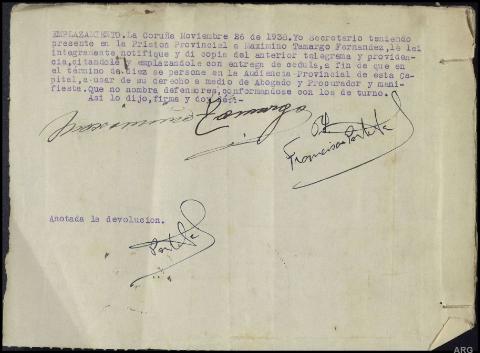 EMPLAZAMIENTO.La Coruña Noviembre 26 de 1938.Yo Secretario teniendo
presente en la Prision Provincial a Maximino Tamargo Fernandez,le lei
integramente,notifique y di copia del anterior telegrama y providen-
cia,citandole y emplazandole con entrega de cedula,a fin de que en
el término de diez se persone en la Audiencia Provincial de esta Ca-
pital,a usar de su derecho a medio de Abogado y Procurador y mani-
fiesta.Que no nombra defensores,conformandose con los de turno.
Asi lo dijo,firma y doy fe:-
Maximino Tamargo
Francisco
Anotada la devolucion.
ARG